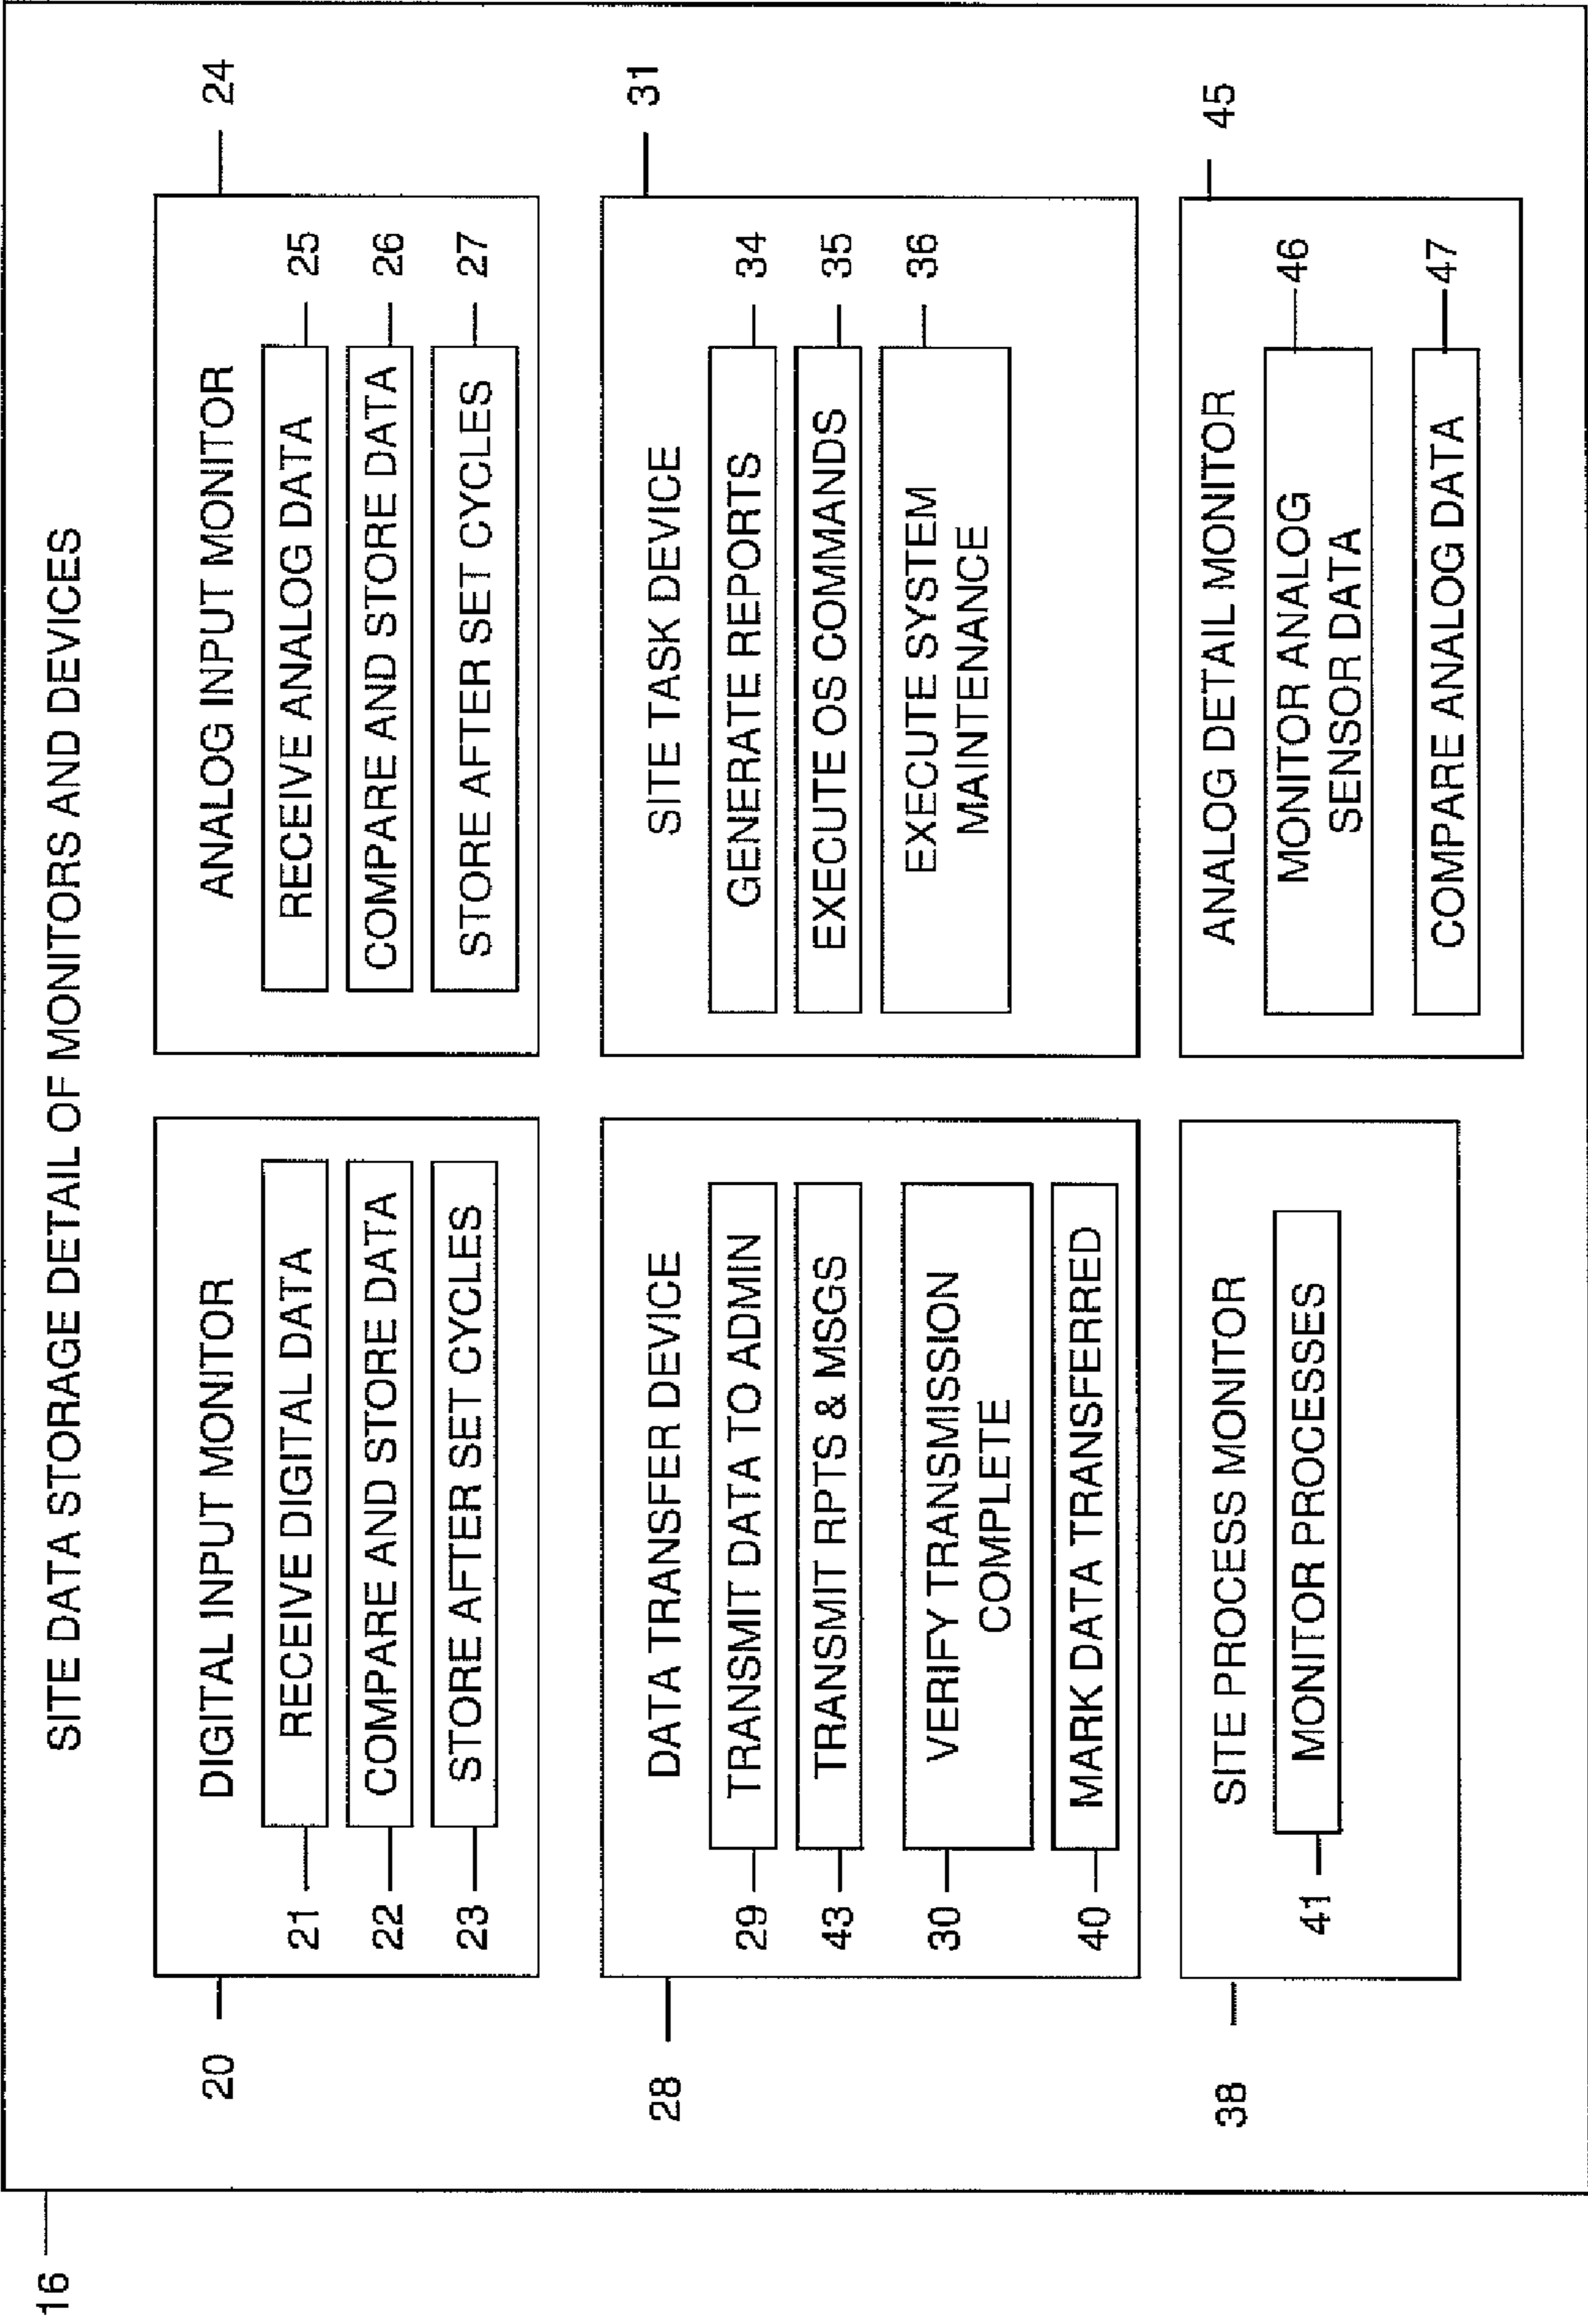 SITE DATA STORAGE DETAIL OF MONITORS AND DEVICES
16
20
DIGITAL INPUT MONITOR
21
RECEIVE DIGITAL DATA
22
COMPARE AND STORE DATA
23
STORE AFTER SET CYCLES
24
ANALOG INPUT MONITOR
RECEIVE ANALOG DATA
25
COMPARE AND STORE DATA
26
STORE AFTER SET CYCLES
27
28
DATA TRANSFER DEVICE
29
TRANSMIT DATA TO ADMIN
43
TRANSMIT RPTS & MSGS
30
VERIFY TRANSMISSION
COMPLETE
40
MARK DATA TRANSFERRED
31
SITE TASK DEVICE
GENERATE REPORTS
34
EXECUTE OS COMMANDS
35
EXECUTE SYSTEM
MAINTENANCE
36
38
SITE PROCESS MONITOR
41
MONITOR PROCESSES
45
ANALOG DETAIL MONITOR
MONITOR ANALOG
SENSOR DATA
46
COMPARE ANALOG DATA
47